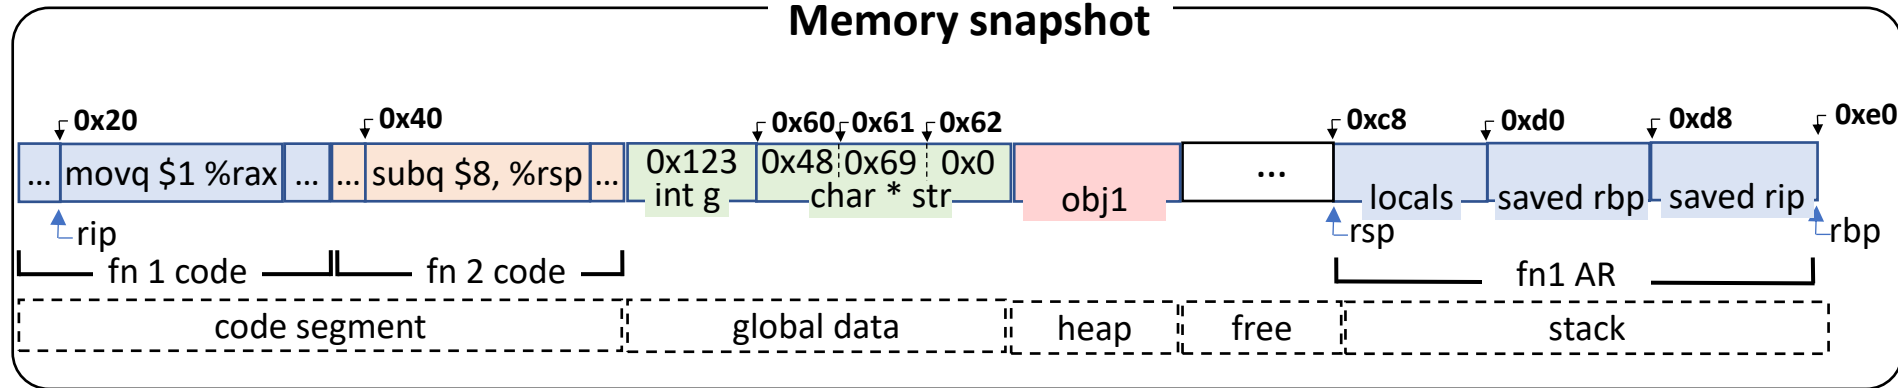 Memory snapshot
0x20 0x40 0x60 0x61 0x62 0xc8 0xd0 0xd8 0xe0
... movq $1 %rax ... ... subq $8, %rsp ... 0x123 0x48 0x69 0x0 ...
int g char * str obj1 locals saved rbp saved rip
rip rsp rbp
fn 1 code fn 2 code fn1 AR
code segment global data heap free stack